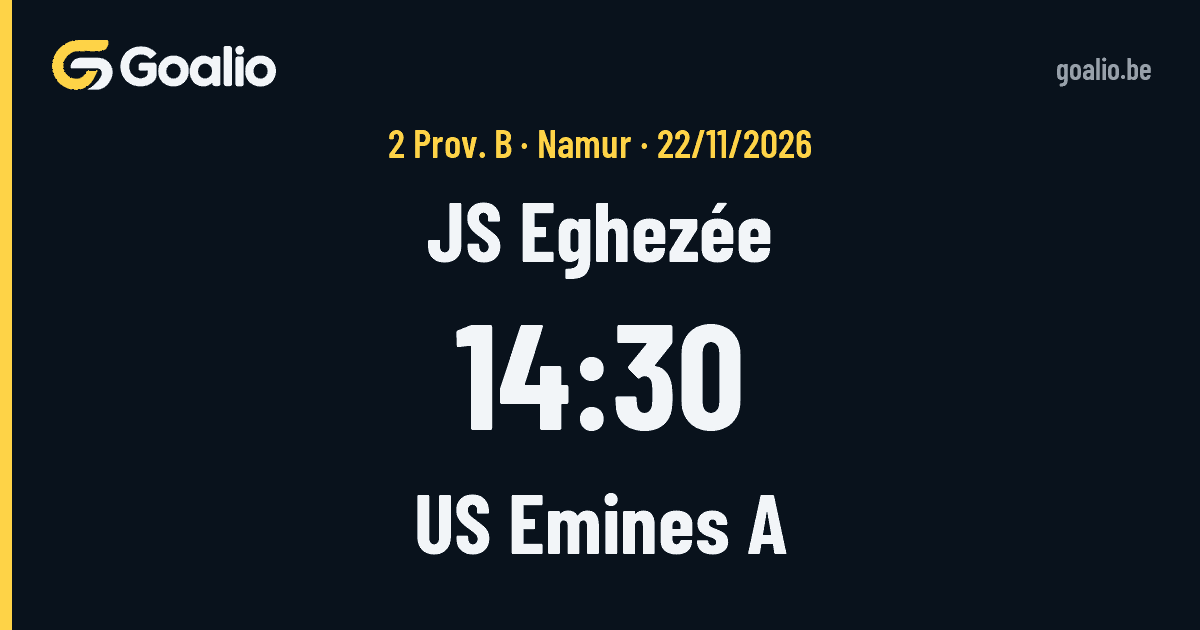 Goalio
goalio.be
2 Prov. B · Namur · 22/11/2026
JS Eghezée
14:30
US Emines A